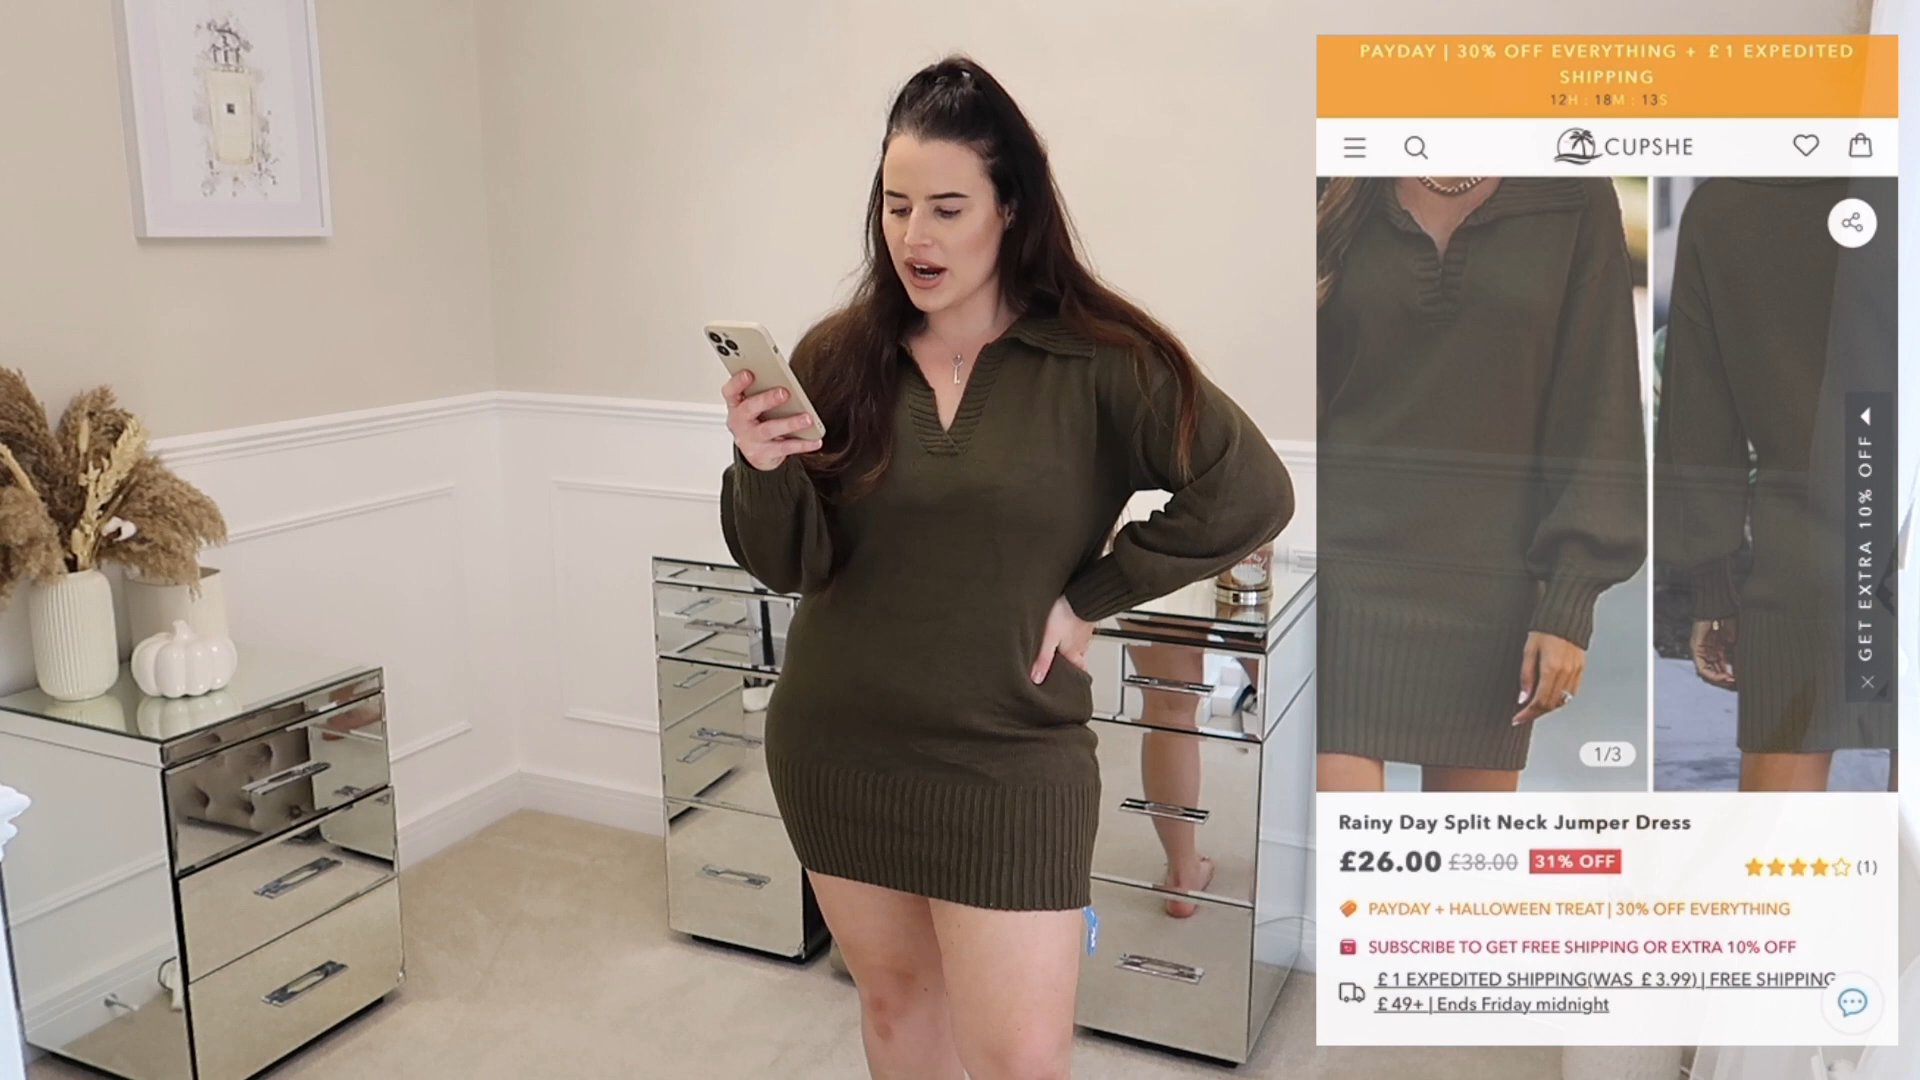 PAYDAY | 30% OFF EVERYTHING + £1 EXPEDITED
SHIPPING
12H : 18M : 13S
CUPSHE
GET EXTRA 10% OFF
1/3
Rainy Day Split Neck Jumper Dress
£26.00 £38.00 31% OFF
(1)
PAYDAY + HALLOWEEN TREAT | 30% OFF EVERYTHING
SUBSCRIBE TO GET FREE SHIPPING OR EXTRA 10% OFF
£1 EXPEDITED SHIPPING(WAS £3.99) | FREE SHIPPING
£49+ | Ends Friday midnight